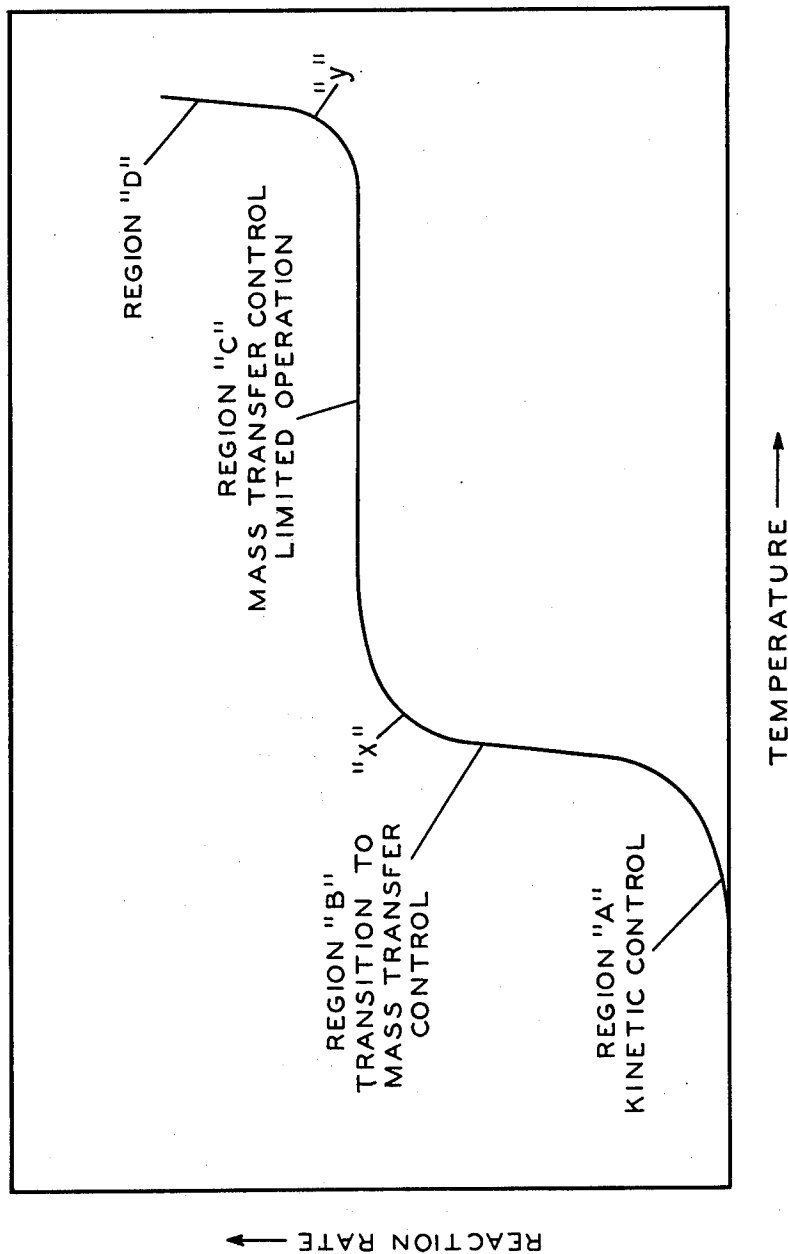 REGION "D"
"y"
REGION "C"
MASS TRANSFER CONTROL
LIMITED OPERATION
"x"
REGION "B"
TRANSITION TO
MASS TRANSFER
CONTROL
REGION "A"
KINETIC CONTROL
TEMPERATURE
REACTION RATE